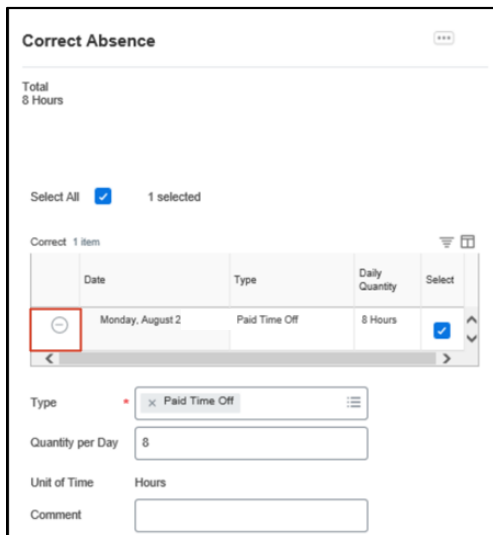 Correct Absence
Total
8 Hours
Select All 1 selected
Correct 1 item
Date Type Daily Quantity Select
Monday, August 2 Paid Time Off 8 Hours
Type * × Paid Time Off
Quantity per Day 8
Unit of Time Hours
Comment